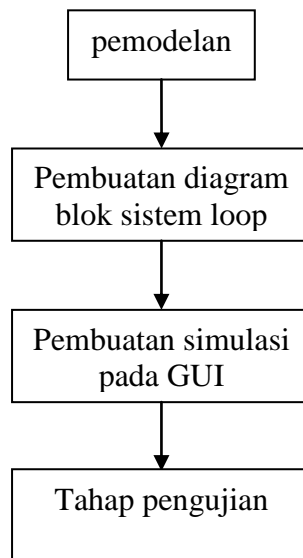 pemodelan
Pembuatan diagram
blok sistem loop
Pembuatan simulasi
pada GUI
Tahap pengujian